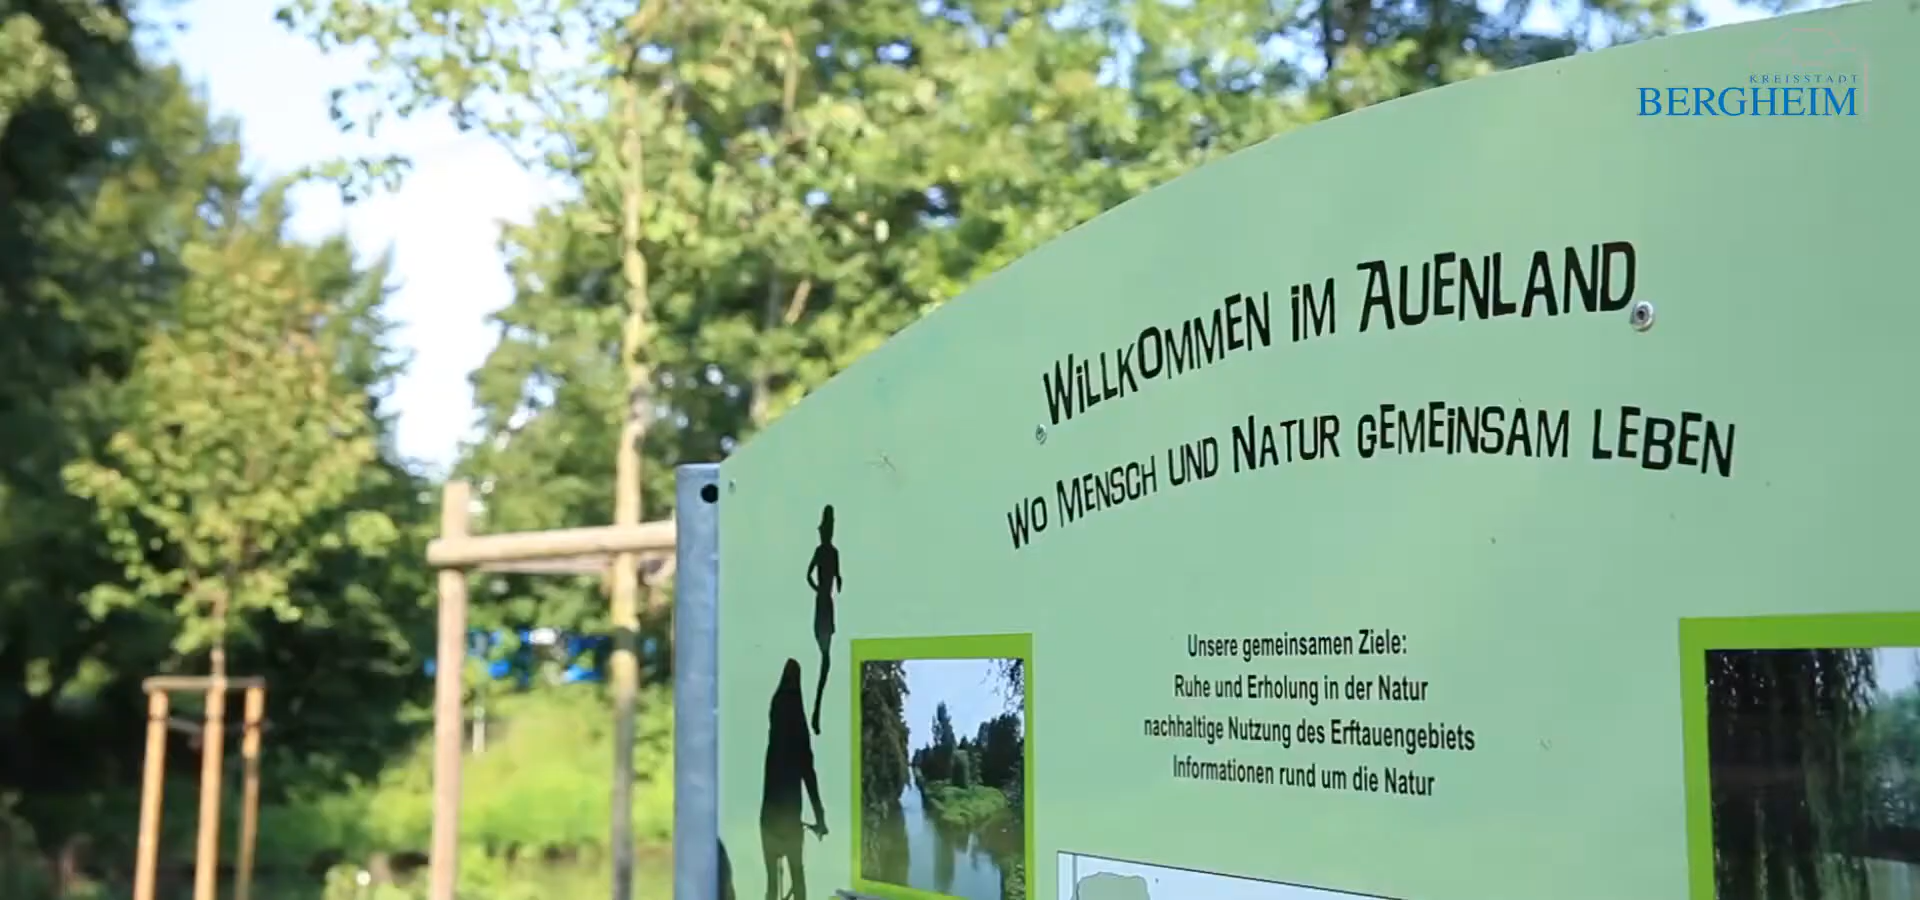 KREISSTADT
BERGHEIM
WiLLKOMMEN iM AUENLAND
WO MENSCH UND NATUR GEMEiNSAM LEBEN
Unsere gemeinsamen Ziele:
Ruhe und Erholung in der Natur
nachhaltige Nutzung des Erftauengebiets
Informationen rund um die Natur